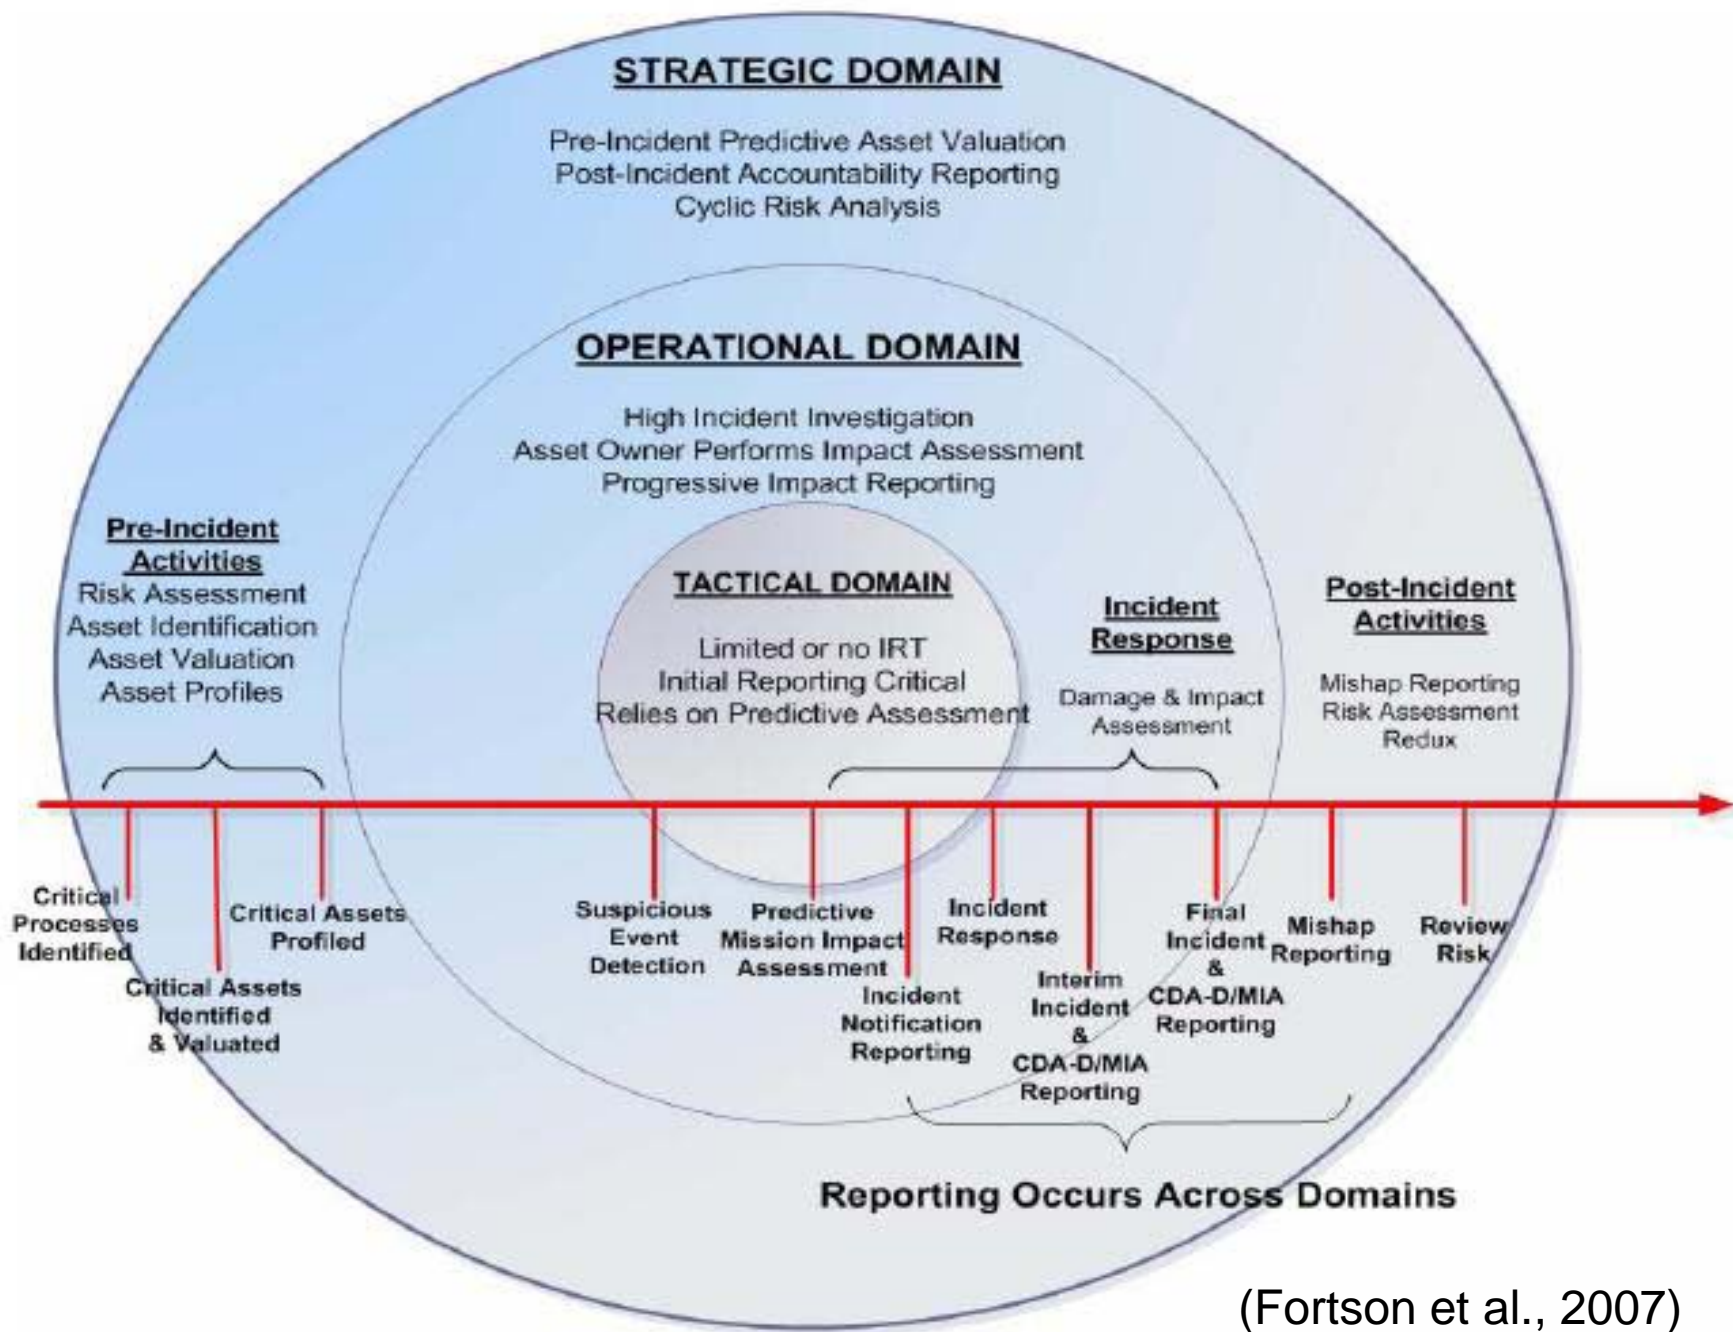 STRATEGIC DOMAIN
Pre-Incident Predictive Asset Valuation
Post-Incident Accountability Reporting
Cyclic Risk Analysis
OPERATIONAL DOMAIN
High Incident Investigation
Asset Owner Performs Impact Assessment
Progressive Impact Reporting
Pre-Incident
Activities
Risk Assessment
Asset Identification
Asset Valuation
Asset Profiles
TACTICAL DOMAIN
Limited or no IRT
Initial Reporting Critical
Relies on Predictive Assessment
Incident
Response
Damage & Impact
Assessment
Post-Incident
Activities
Mishap Reporting
Risk Assessment
Redux
Critical
Processes
Identified
Critical Assets
Identified
& Valuated
Critical Assets
Profiled
Suspicious
Event
Detection
Predictive
Mission Impact
Assessment
Incident
Notification
Reporting
Incident
Response
Interim
Incident
&
CDA-D/MIA
Reporting
Final
Incident
&
CDA-D/MIA
Reporting
Mishap
Reporting
Review
Risk
Reporting Occurs Across Domains
(Fortson et al., 2007)